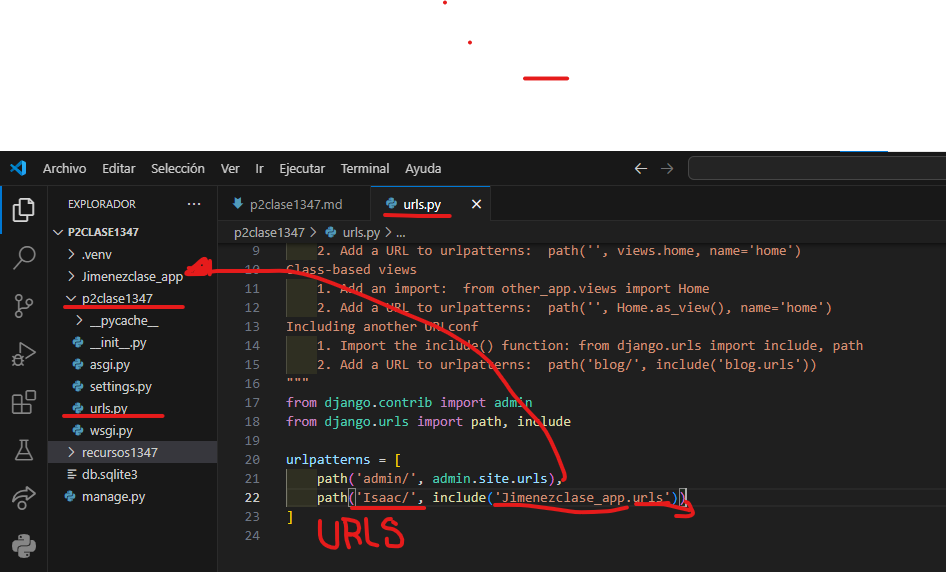 Archivo Editar Selección Ver Ir Ejecutar Terminal Ayuda
EXPLORADOR
P2CLASE1347
.venv
Jimenezclase_app
p2clase1347
__pycache__
__init__.py
asgi.py
settings.py
urls.py
wsgi.py
recursos1347
db.sqlite3
manage.py
p2clase1347.md urls.py
p2clase1347 > urls.py > ...
9 2. Add a URL to urlpatterns:  path('', views.home, name='home')
10 Class-based views
11 1. Add an import:  from other_app.views import Home
12 2. Add a URL to urlpatterns:  path('', Home.as_view(), name='home')
13 Including another URLconf
14 1. Import the include() function: from django.urls import include, path
15 2. Add a URL to urlpatterns:  path('blog/', include('blog.urls'))
16 """
17 from django.contrib import admin
18 from django.urls import path, include
19
20 urlpatterns = [
21 path('admin/', admin.site.urls),
22 path('Isaac/', include('Jimenezclase_app.urls'))
23 ]
24
URLS